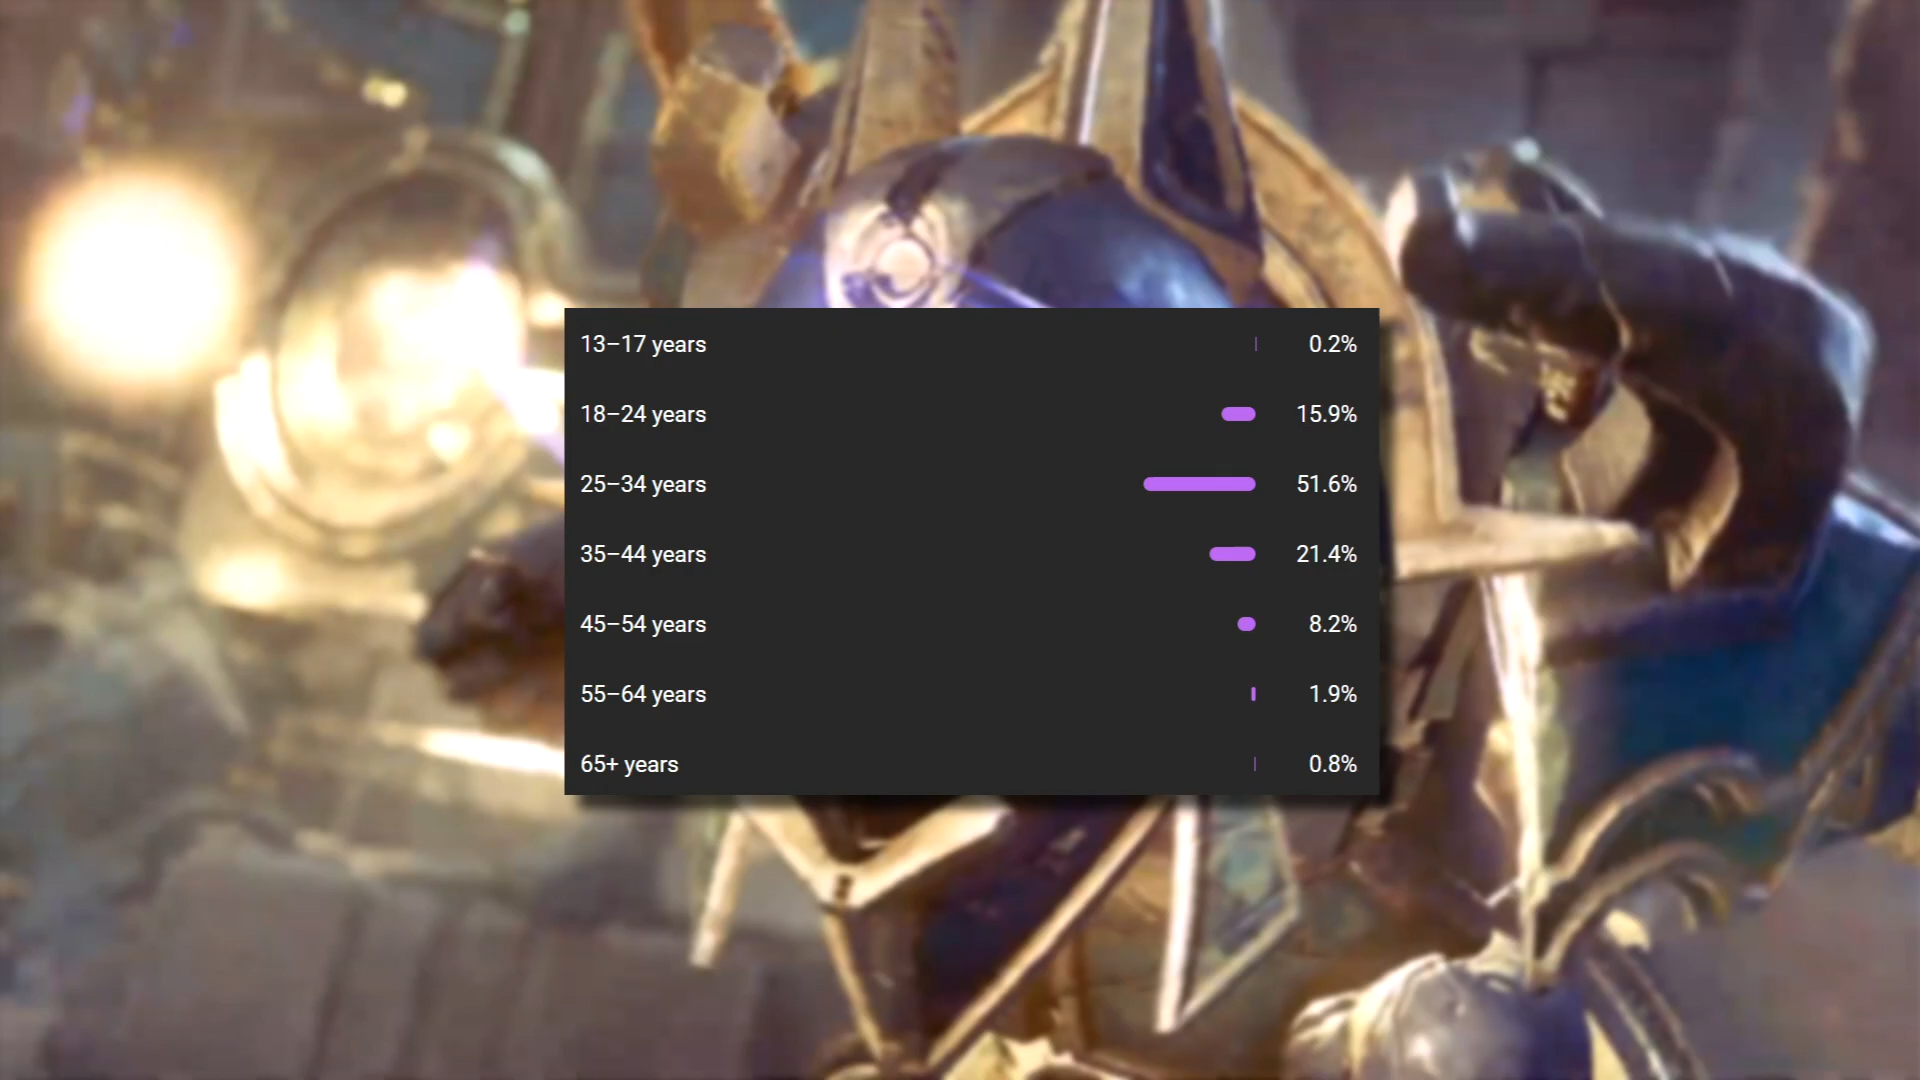 13–17 years 0.2%
18–24 years 15.9%
25–34 years 51.6%
35–44 years 21.4%
45–54 years 8.2%
55–64 years 1.9%
65+ years 0.8%